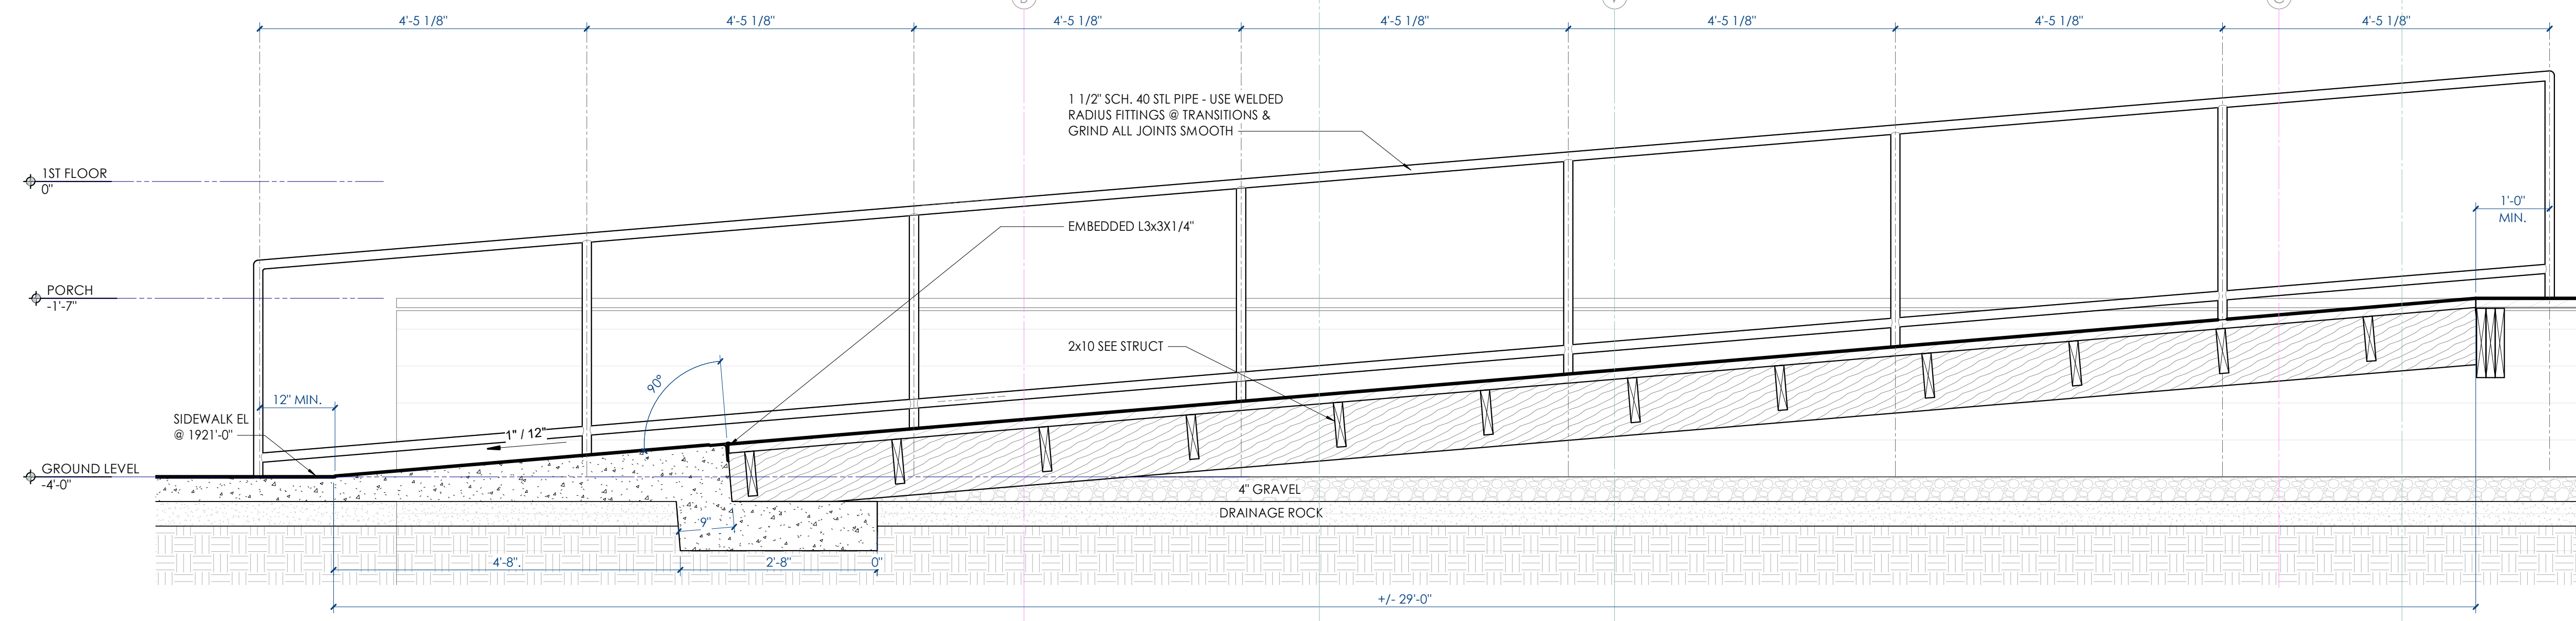 4'-5 1/8"
4'-5 1/8"
4'-5 1/8"
4'-5 1/8"
4'-5 1/8"
4'-5 1/8"
4'-5 1/8"
1 1/2" SCH. 40 STL PIPE - USE WELDED
RADIUS FITTINGS @ TRANSITIONS &
GRIND ALL JOINTS SMOOTH
1ST FLOOR
0"
1'-0"
MIN.
EMBEDDED L3x3X1/4"
PORCH
-1'-7"
2x10 SEE STRUCT
90°
12" MIN.
SIDEWALK EL
@ 1921'-0"
1" / 12"
GROUND LEVEL
-4'-0"
4" GRAVEL
DRAINAGE ROCK
9"
4'-8".
2'-8"
0"
+/- 29'-0"